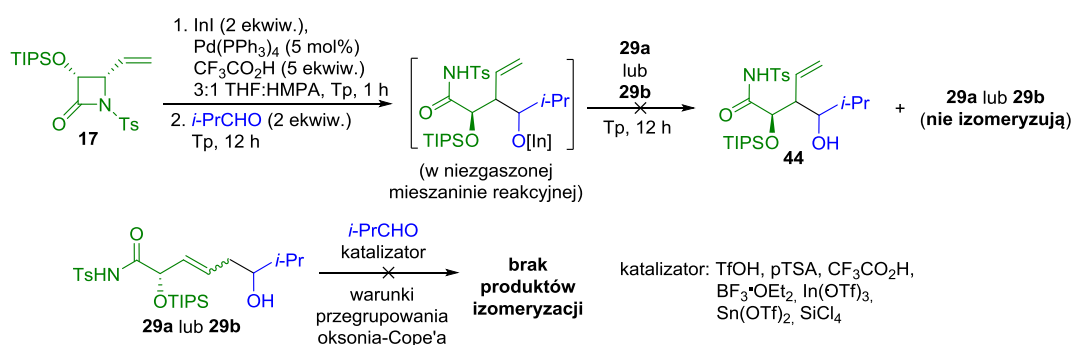 1. InI (2 ekwiw.),
Pd(PPh3)4 (5 mol%)
CF3CO2H (5 ekwiw.)
3:1 THF:HMPA, Tp, 1 h
2. i-PrCHO (2 ekwiw.)
Tp, 12 h
TIPSO
O
N
Ts
17
NHTs
O
i-Pr
TIPSO
O[In]
(w niezgaszonej
mieszaninie reakcyjnej)
29a
lub
29b
Tp, 12 h
NHTs
O
i-Pr
TIPSO
OH
44
+
29a lub 29b
(nie izomeryzują)
O
TsHN
i-Pr
OTIPS
OH
29a lub 29b
i-PrCHO
katalizator
warunki
przegrupowania
oksonia-Cope'a
brak
produktów
izomeryzacji
katalizator: TfOH, pTSA, CF3CO2H,
BF3•OEt2, In(OTf)3,
Sn(OTf)2, SiCl4